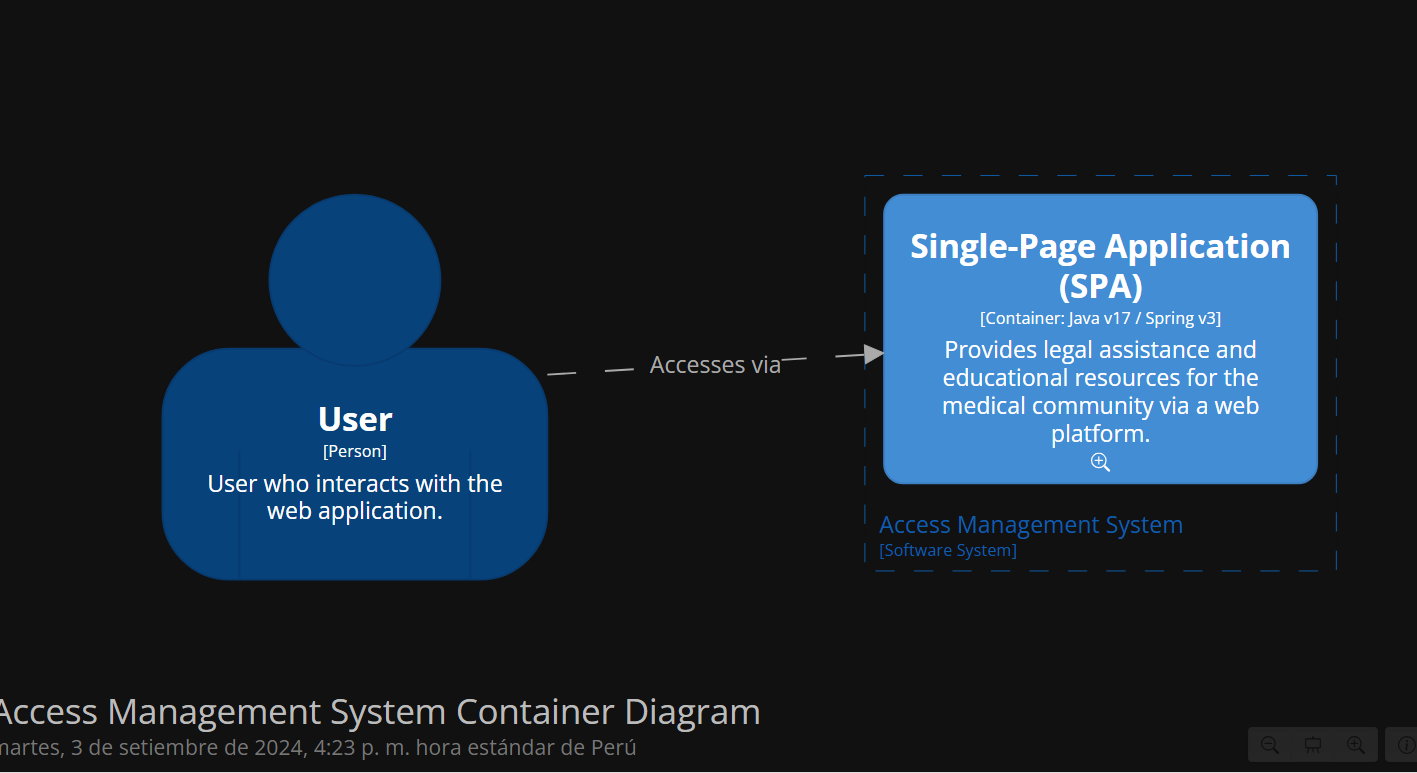 Single-Page Application
(SPA)
[Container: Java v17 / Spring v3]
Provides legal assistance and
educational resources for the
medical community via a web
platform.
Accesses via
User
[Person]
User who interacts with the
web application.
Access Management System
[Software System]
Access Management System Container Diagram
martes, 3 de setiembre de 2024, 4:23 p. m. hora estándar de Perú